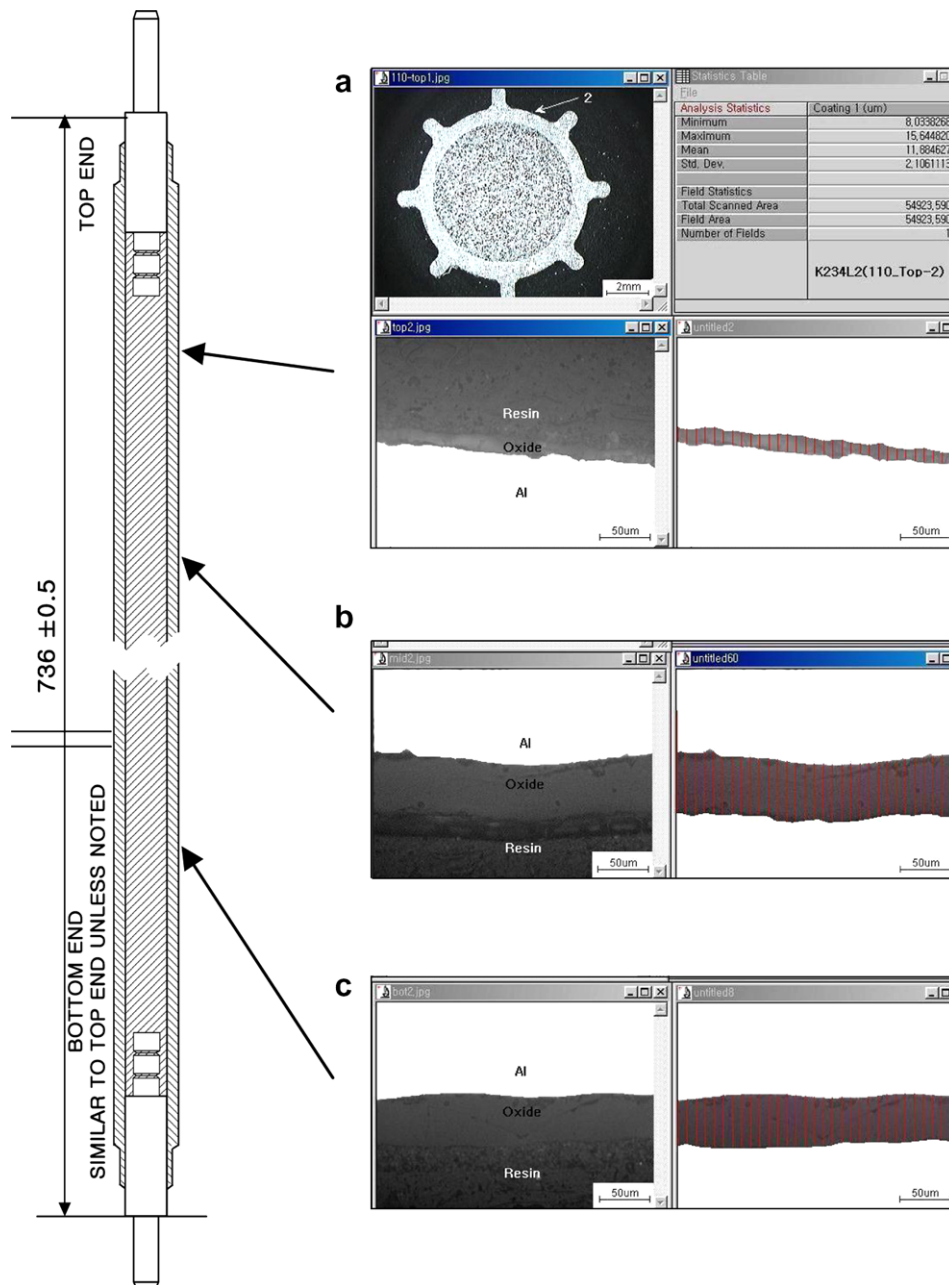 TOP END
736 ±0.5
BOTTOM END
SIMILAR TO TOP END UNLESS NOTED
a
110-top1.jpg
2
2mm
Statistics Table
File
Analysis Statistics Coating 1 (um)
Minimum 8,0338268
Maximum 15,644820
Mean 11,884627
Std. Dev. 2,1061113
Field Statistics
Total Scanned Area 54923,590
Field Area 54923,590
Number of Fields 1
K234L2(110_Top-2)
top2.jpg
Resin
Oxide
Al
50um
untitled2
50um
b
mid2.jpg
Al
Oxide
Resin
50um
untitled60
50um
c
bot2.jpg
Al
Oxide
Resin
50um
untitled8
50um